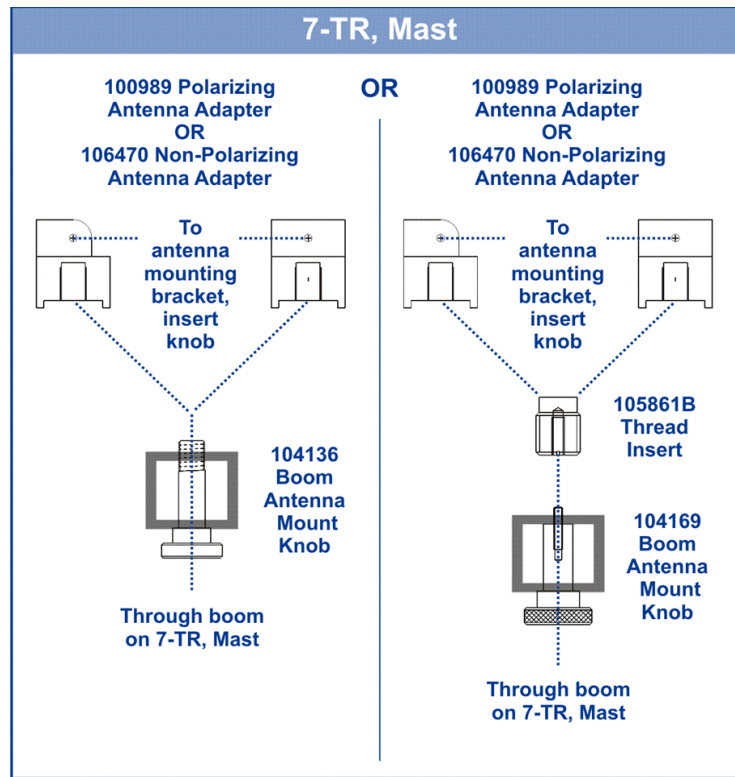 7-TR, Mast
100989 Polarizing
Antenna Adapter
OR
106470 Non-Polarizing
Antenna Adapter
To
antenna
mounting
bracket,
insert
knob
104136
Boom
Antenna
Mount
Knob
Through boom
on 7-TR, Mast
OR
100989 Polarizing
Antenna Adapter
OR
106470 Non-Polarizing
Antenna Adapter
To
antenna
mounting
bracket,
insert
knob
105861B
Thread
Insert
104169
Boom
Antenna
Mount
Knob
Through boom
on 7-TR, Mast